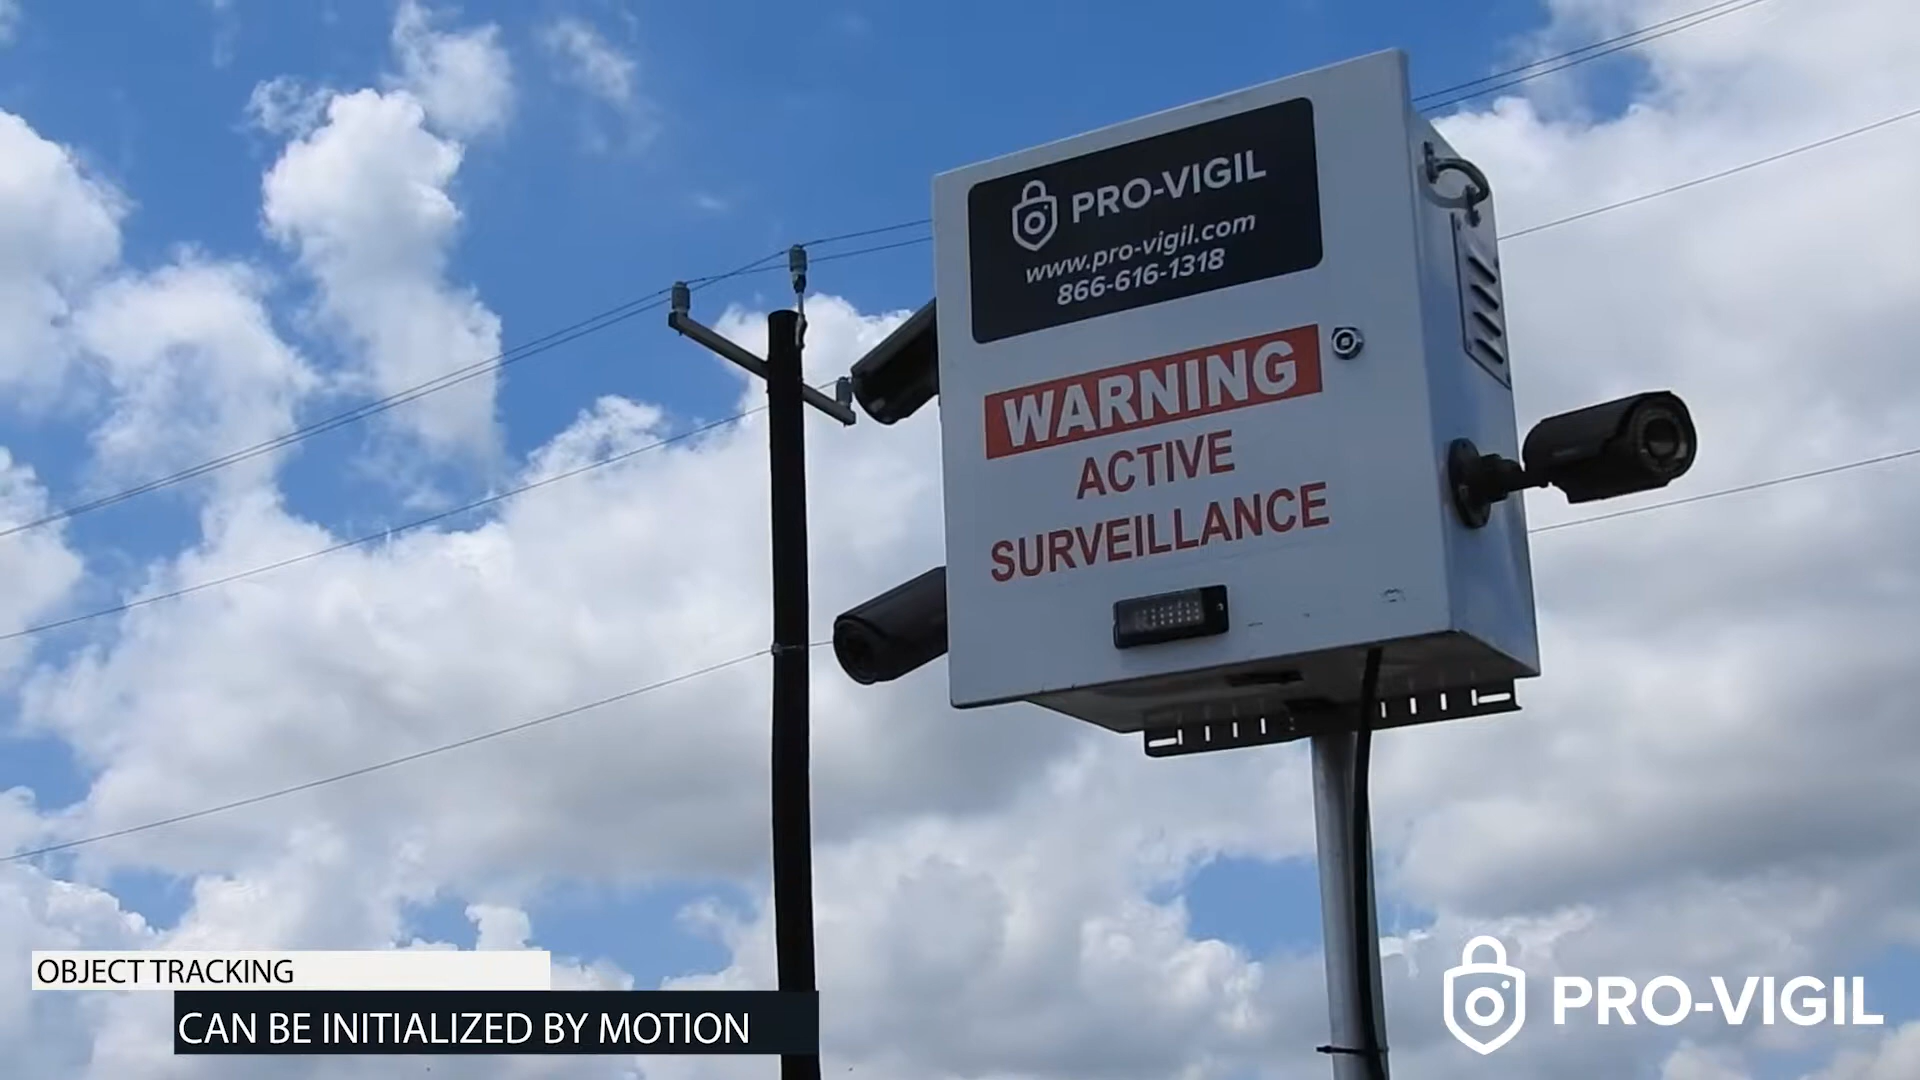 PRO-VIGIL
www.pro-vigil.com
866-616-1318
WARNING
ACTIVE
SURVEILLANCE
OBJECT TRACKING
CAN BE INITIALIZED BY MOTION
PRO-VIGIL